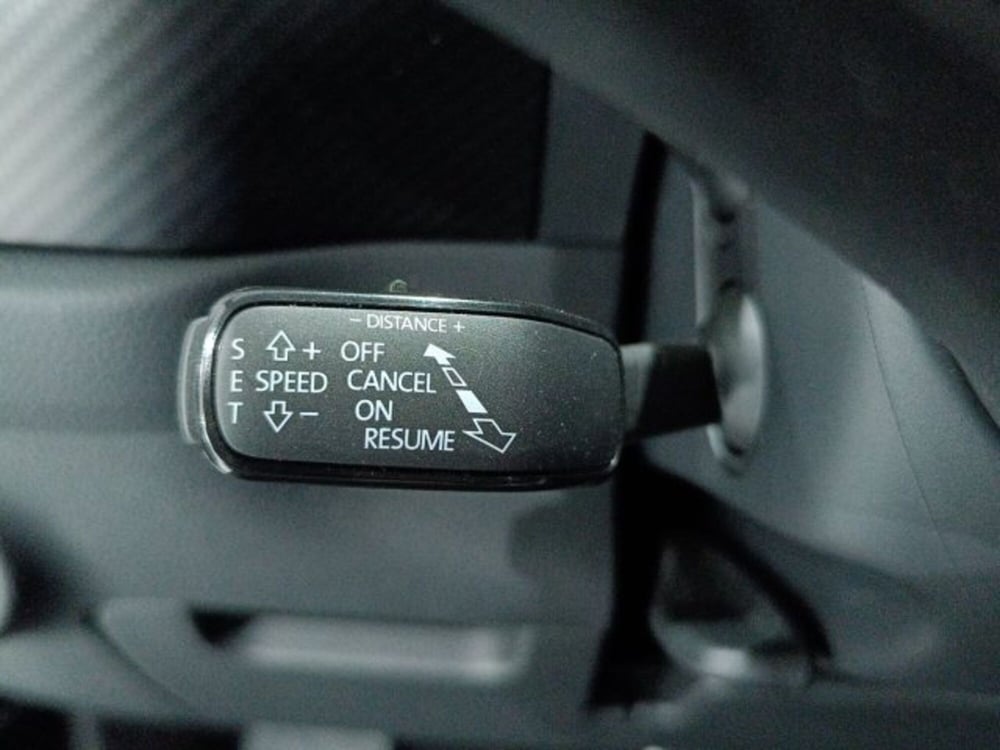 – DISTANCE +
S + OFF
E SPEED CANCEL
T – ON
RESUME